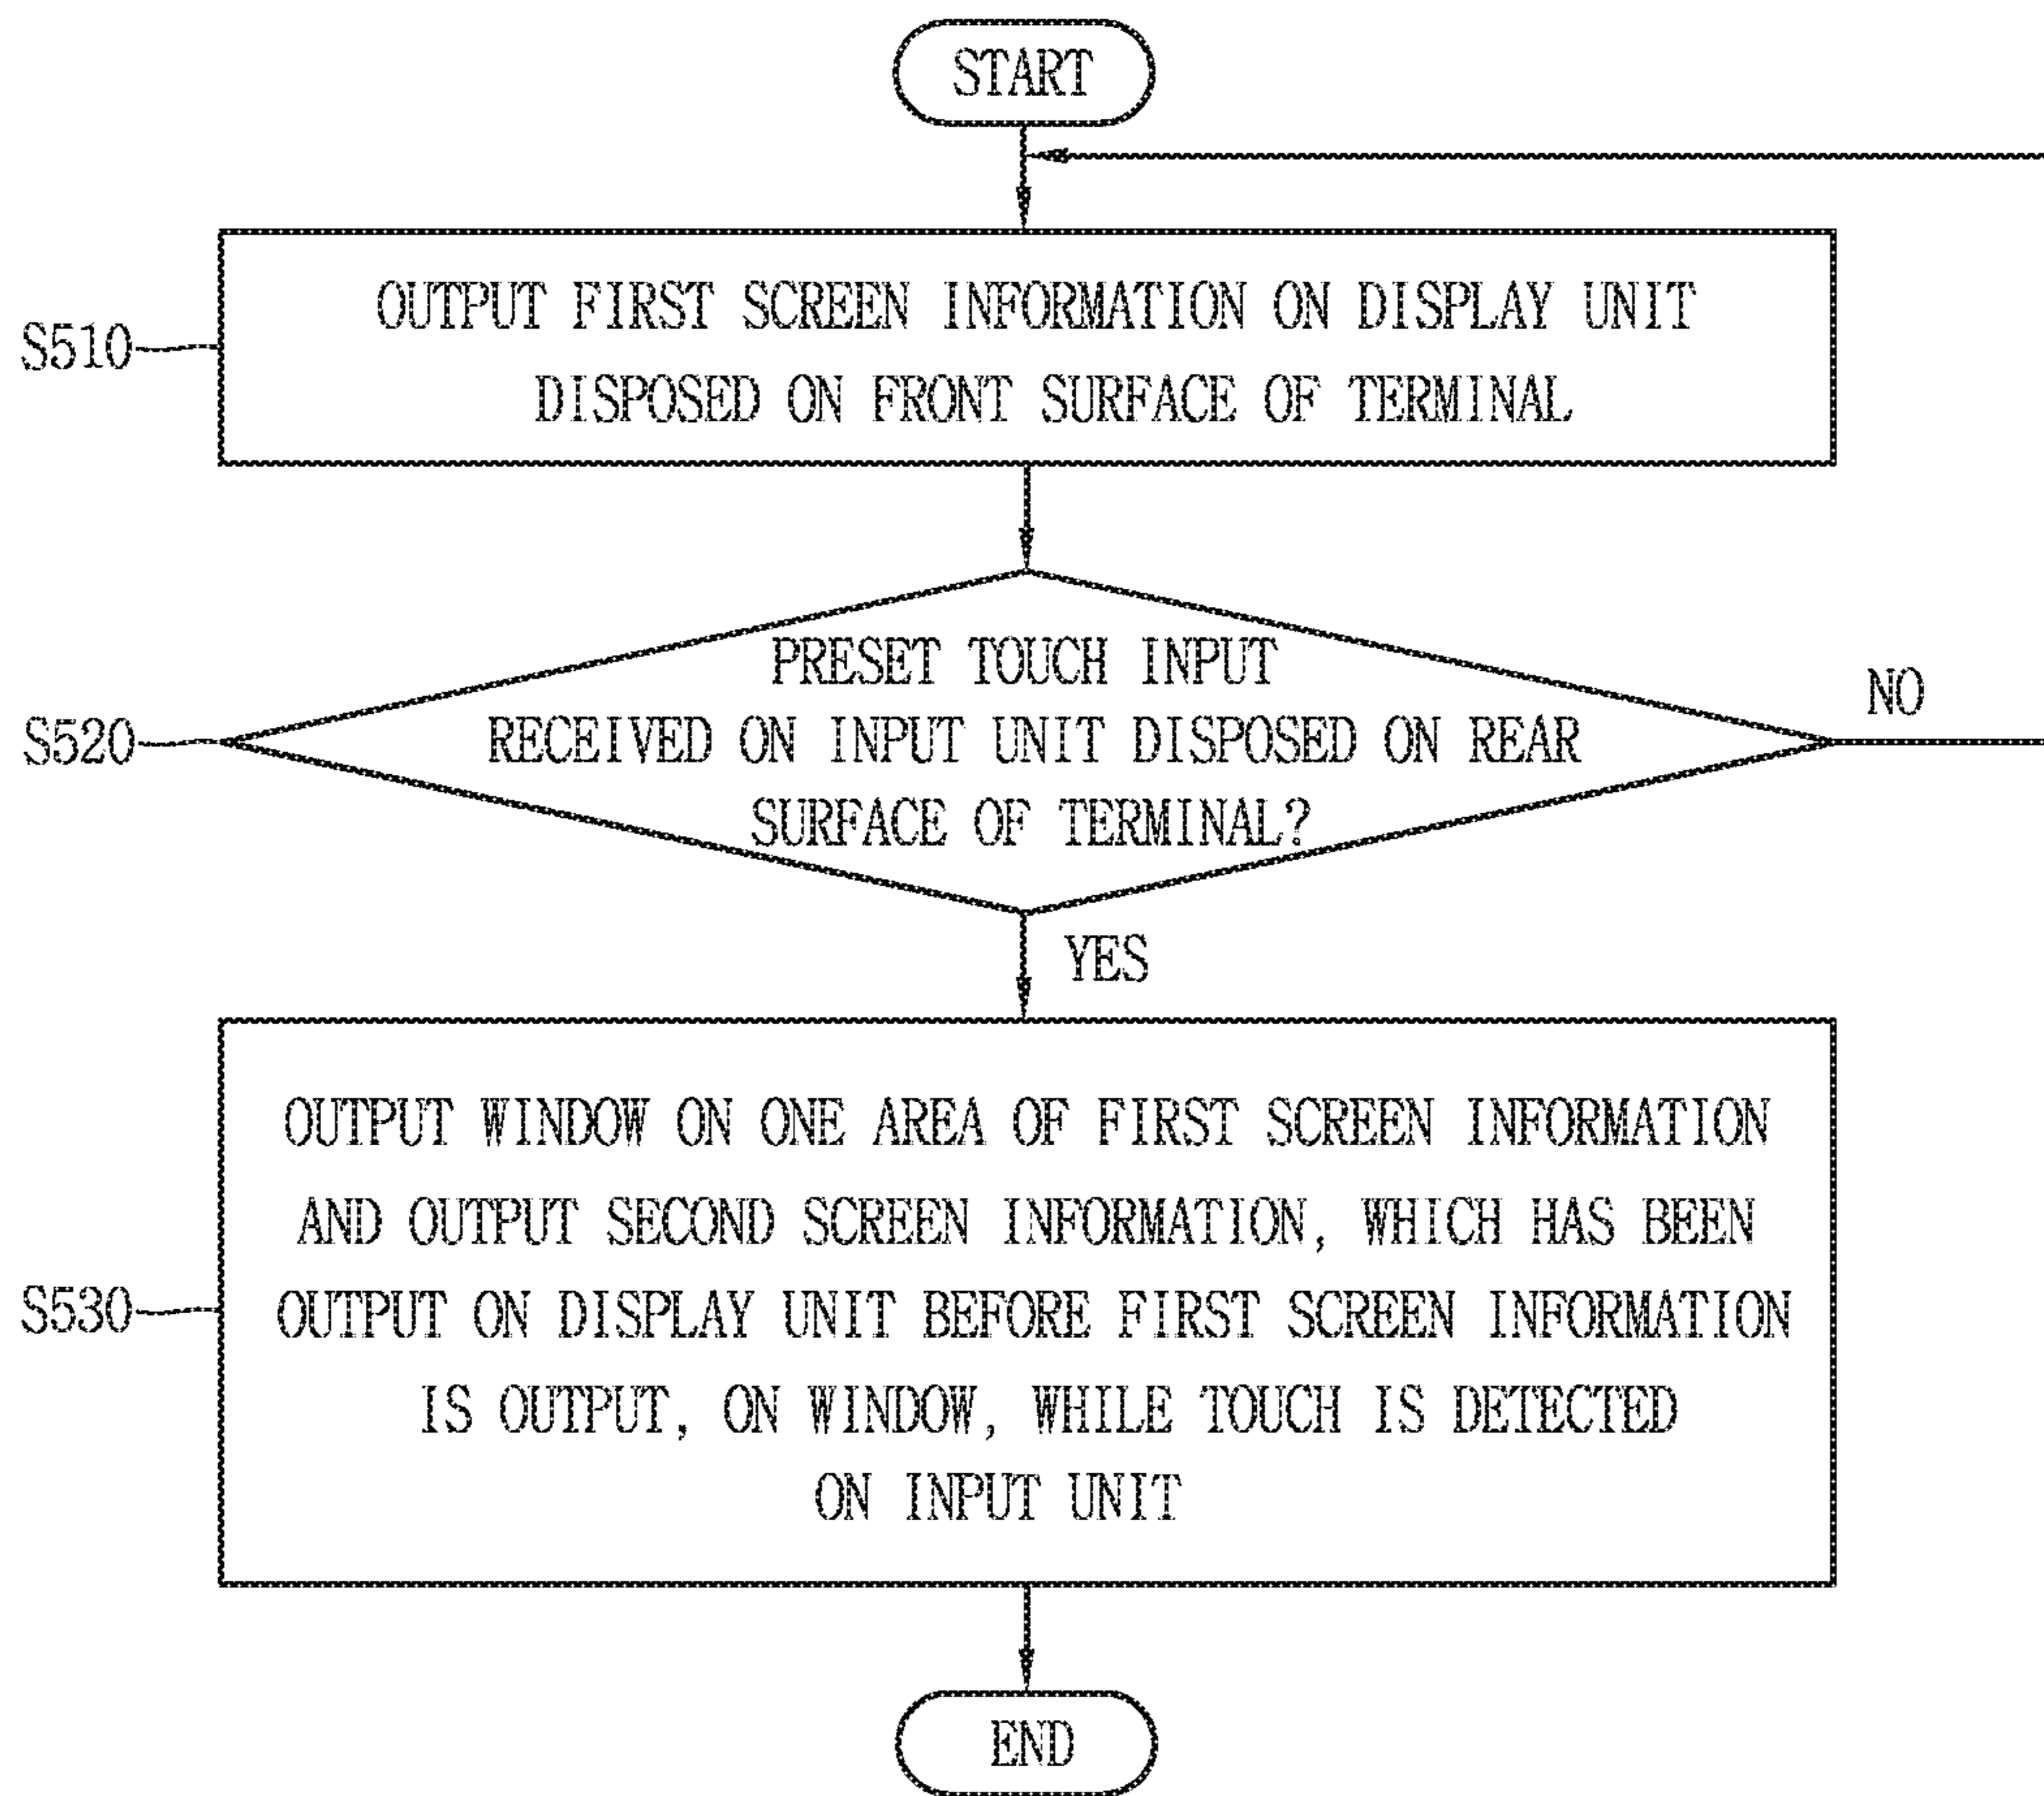 START
S510
OUTPUT FIRST SCREEN INFORMATION ON DISPLAY UNIT
DISPOSED ON FRONT SURFACE OF TERMINAL
S520
PRESET TOUCH INPUT
RECEIVED ON INPUT UNIT DISPOSED ON REAR
SURFACE OF TERMINAL?
NO
YES
S530
OUTPUT WINDOW ON ONE AREA OF FIRST SCREEN INFORMATION
AND OUTPUT SECOND SCREEN INFORMATION, WHICH HAS BEEN
OUTPUT ON DISPLAY UNIT BEFORE FIRST SCREEN INFORMATION
IS OUTPUT, ON WINDOW, WHILE TOUCH IS DETECTED
ON INPUT UNIT
END